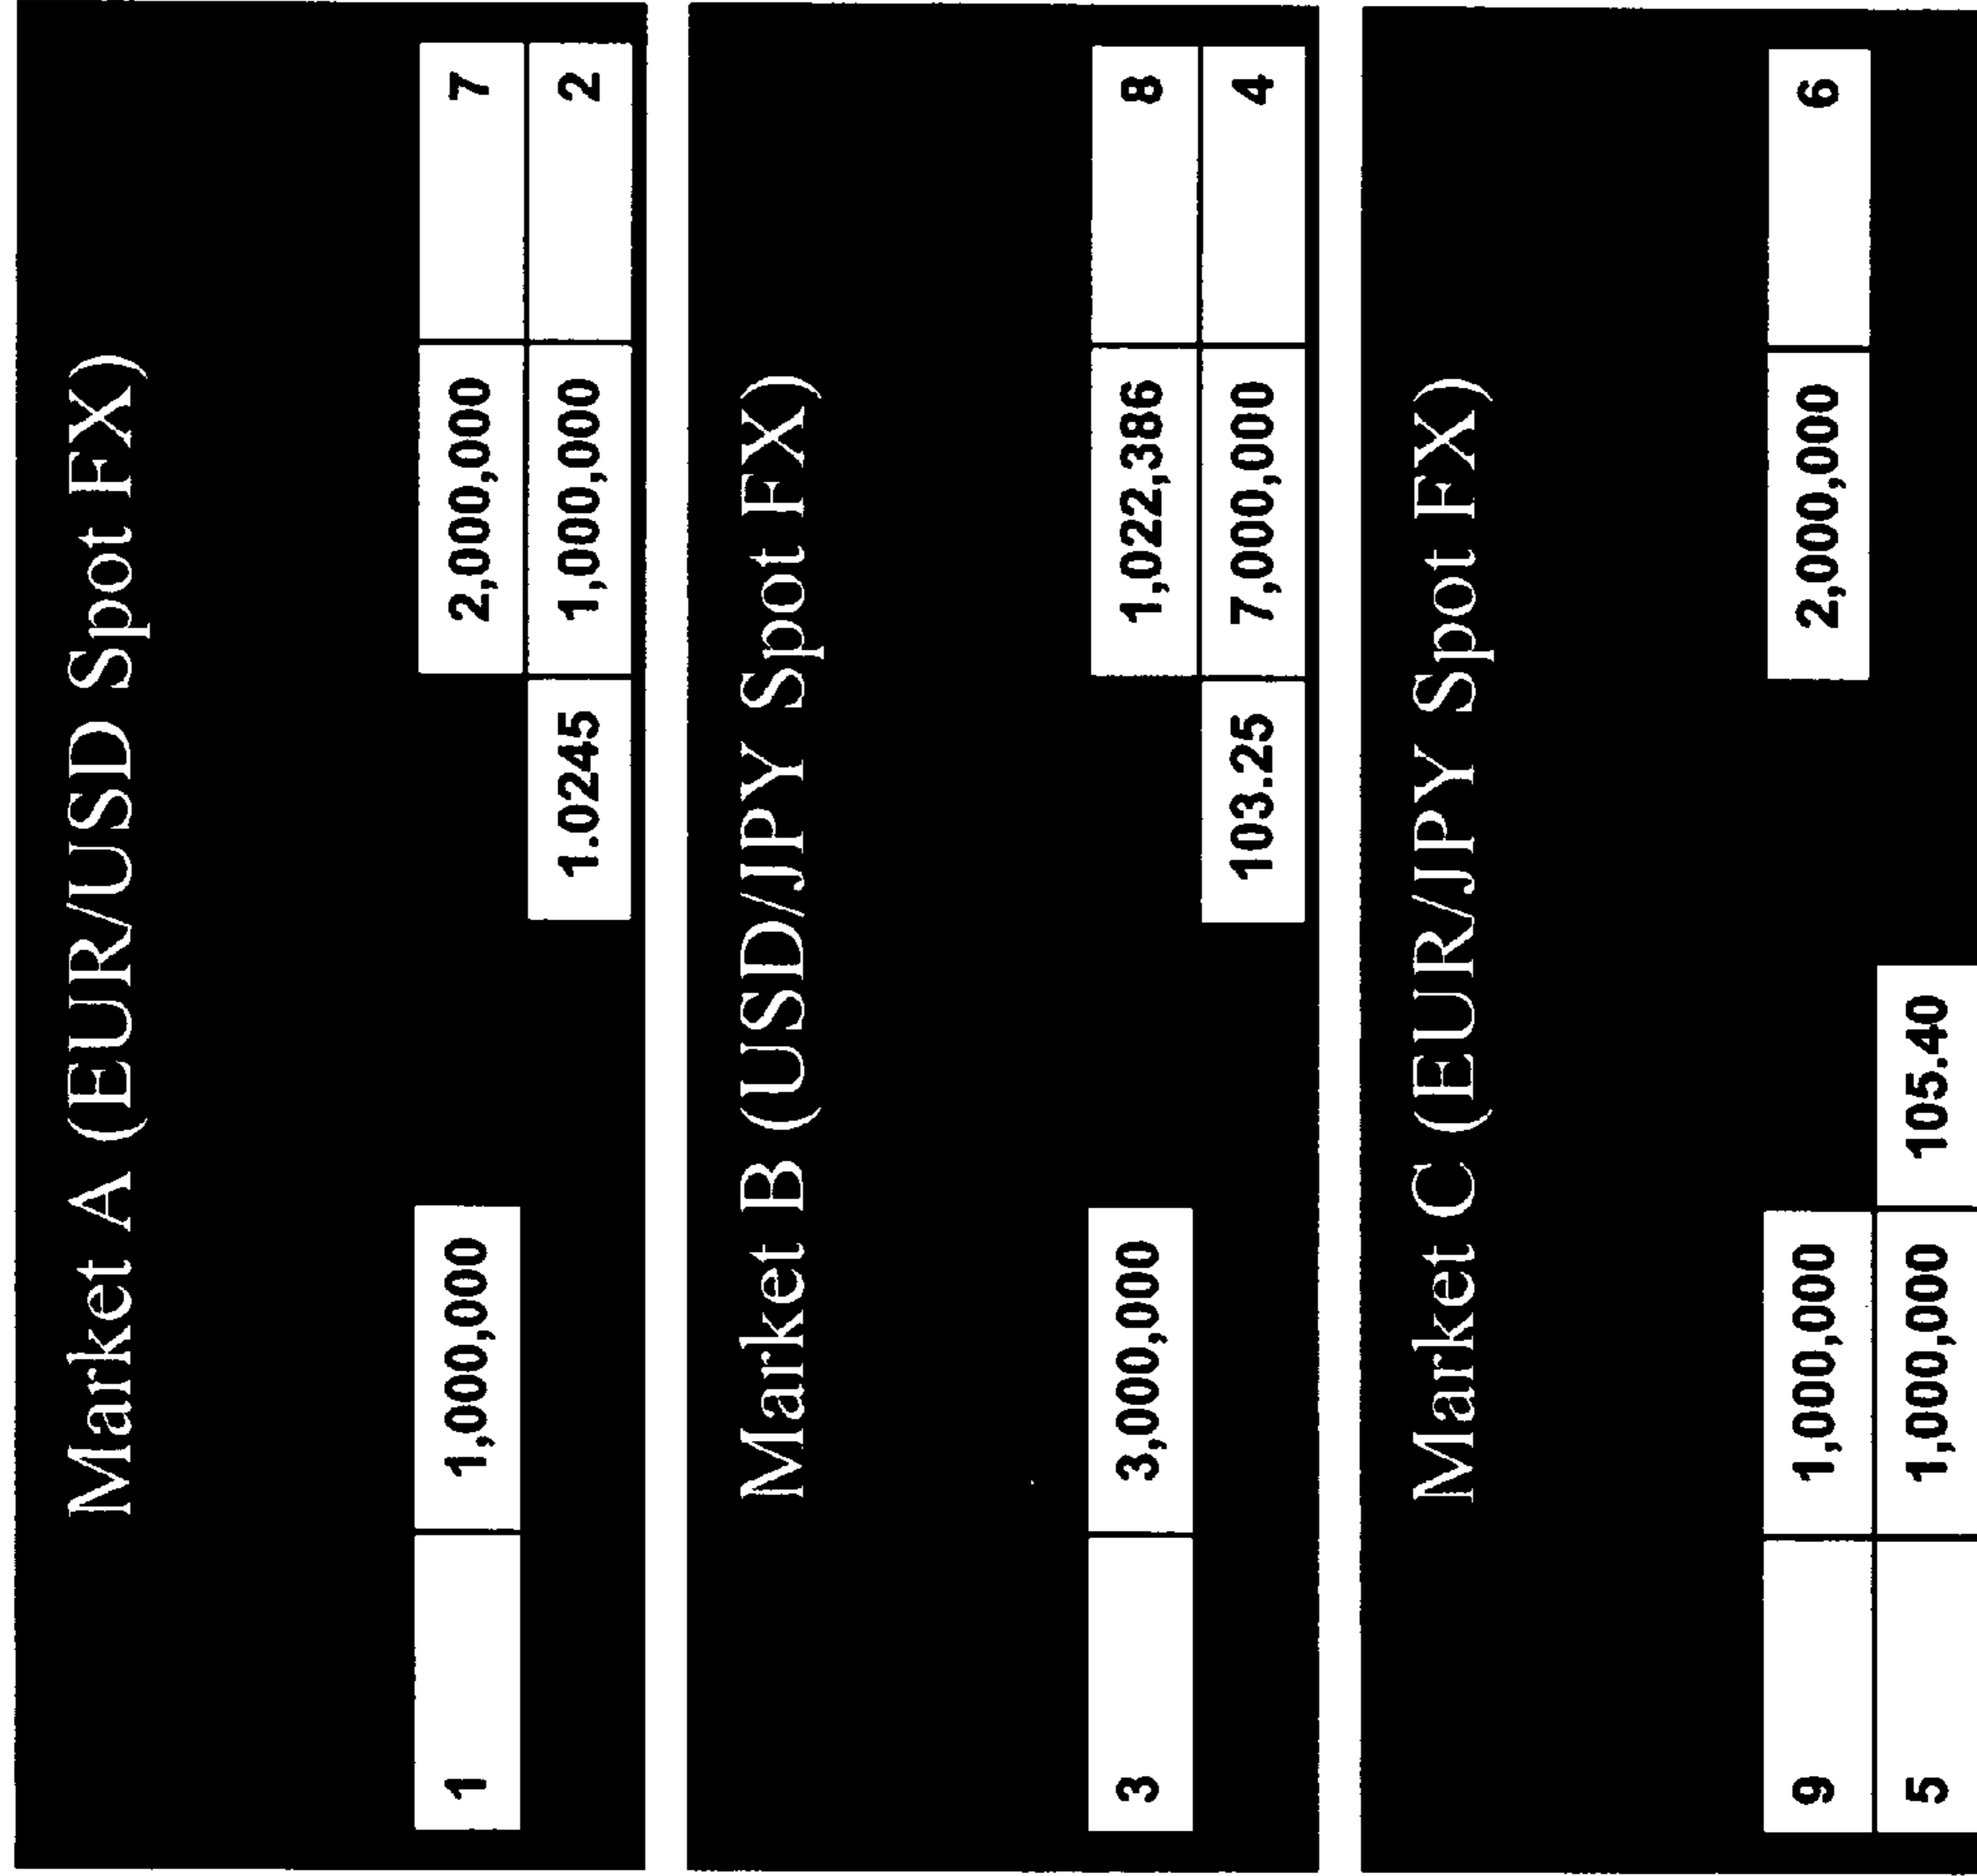 Market A (EUR/USD Spot FX)
1 1,000,000 2,000,000 7
1.0245 1,000,000 2
Market B (USD/JPY Spot FX)
3 3,000,000 1,022,386 8
103.25 7,000,000 4
Market C (EUR/JPY Spot FX)
9 1,000,000 2,000,000 6
5 1,000,000 105.40